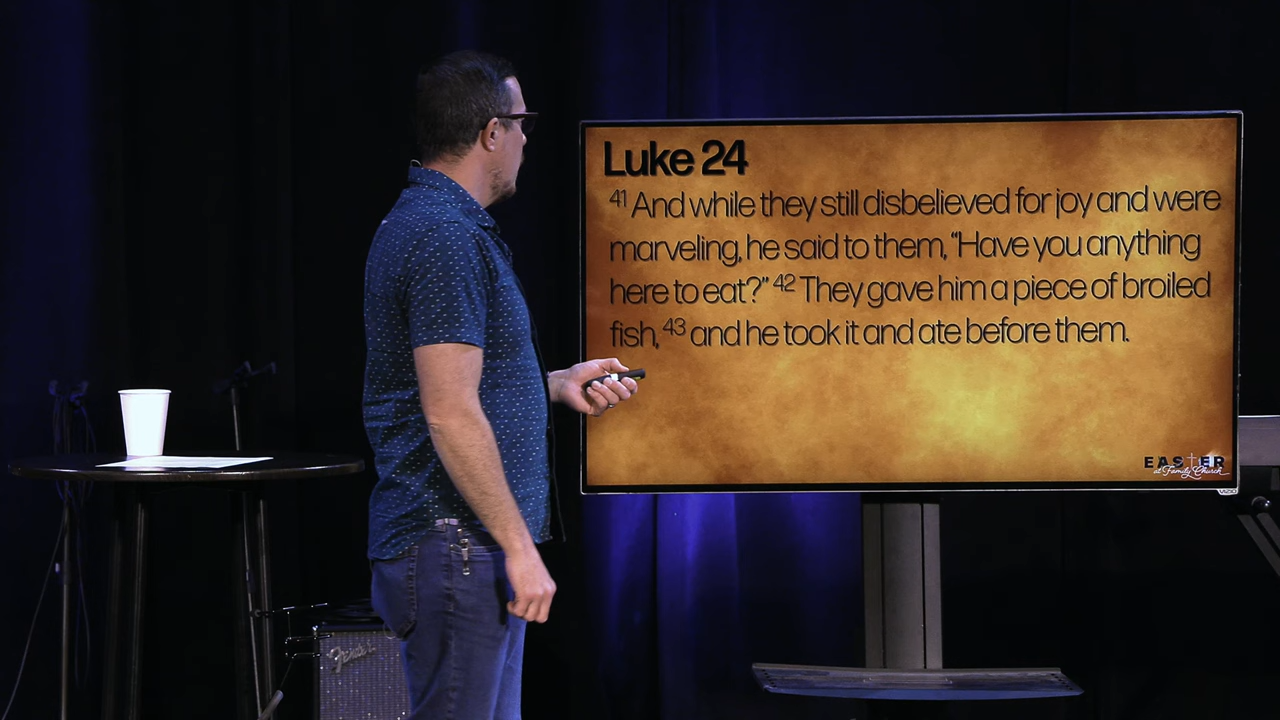 Luke 24
41 And while they still disbelieved for joy and were
marveling, he said to them, “Have you anything
here to eat?” 42 They gave him a piece of broiled
fish, 43 and he took it and ate before them.
EASTER
at Family Church
VIZIO
Fender